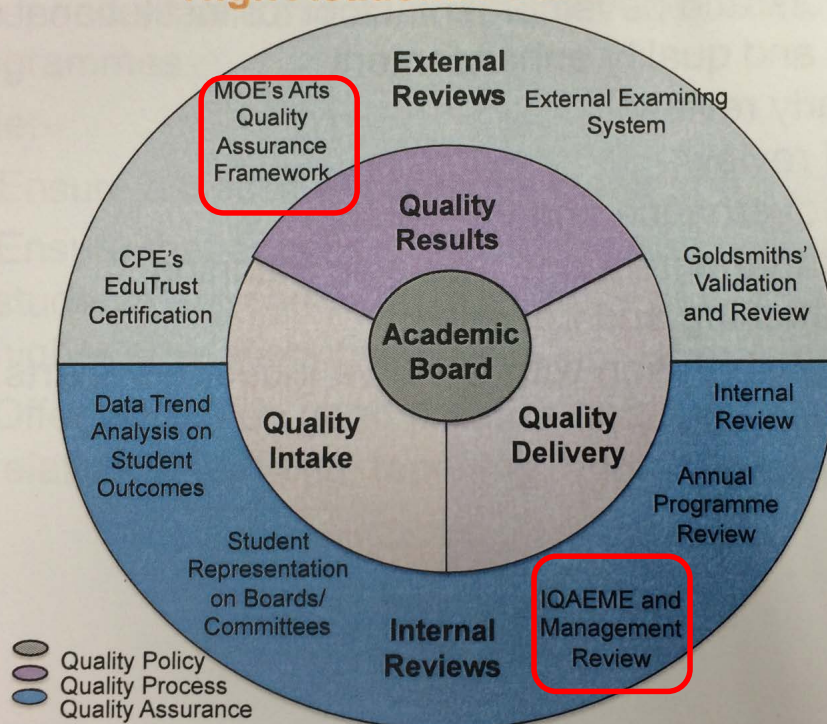 External
Reviews
MOE's Arts
Quality
Assurance
Framework
External Examining
System
CPE's
EduTrust
Certification
Quality
Results
Goldsmiths'
Validation
and Review
Academic
Board
Quality
Intake
Quality
Delivery
Data Trend
Analysis on
Student
Outcomes
Internal
Review
Annual
Programme
Review
Student
Representation
on Boards/
Committees
Internal
Reviews
IQAEME and
Management
Review
Quality Policy
Quality Process
Quality Assurance